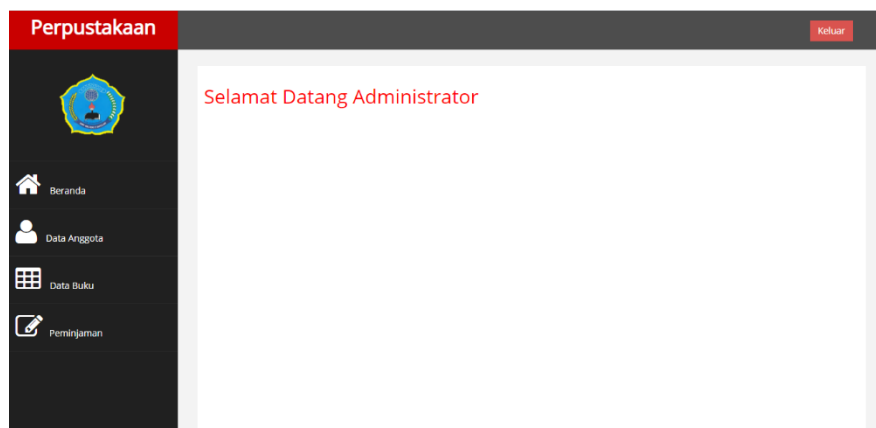 Perpustakaan
Keluar
Selamat Datang Administrator
Beranda
Data Anggota
Data Buku
Peminjaman